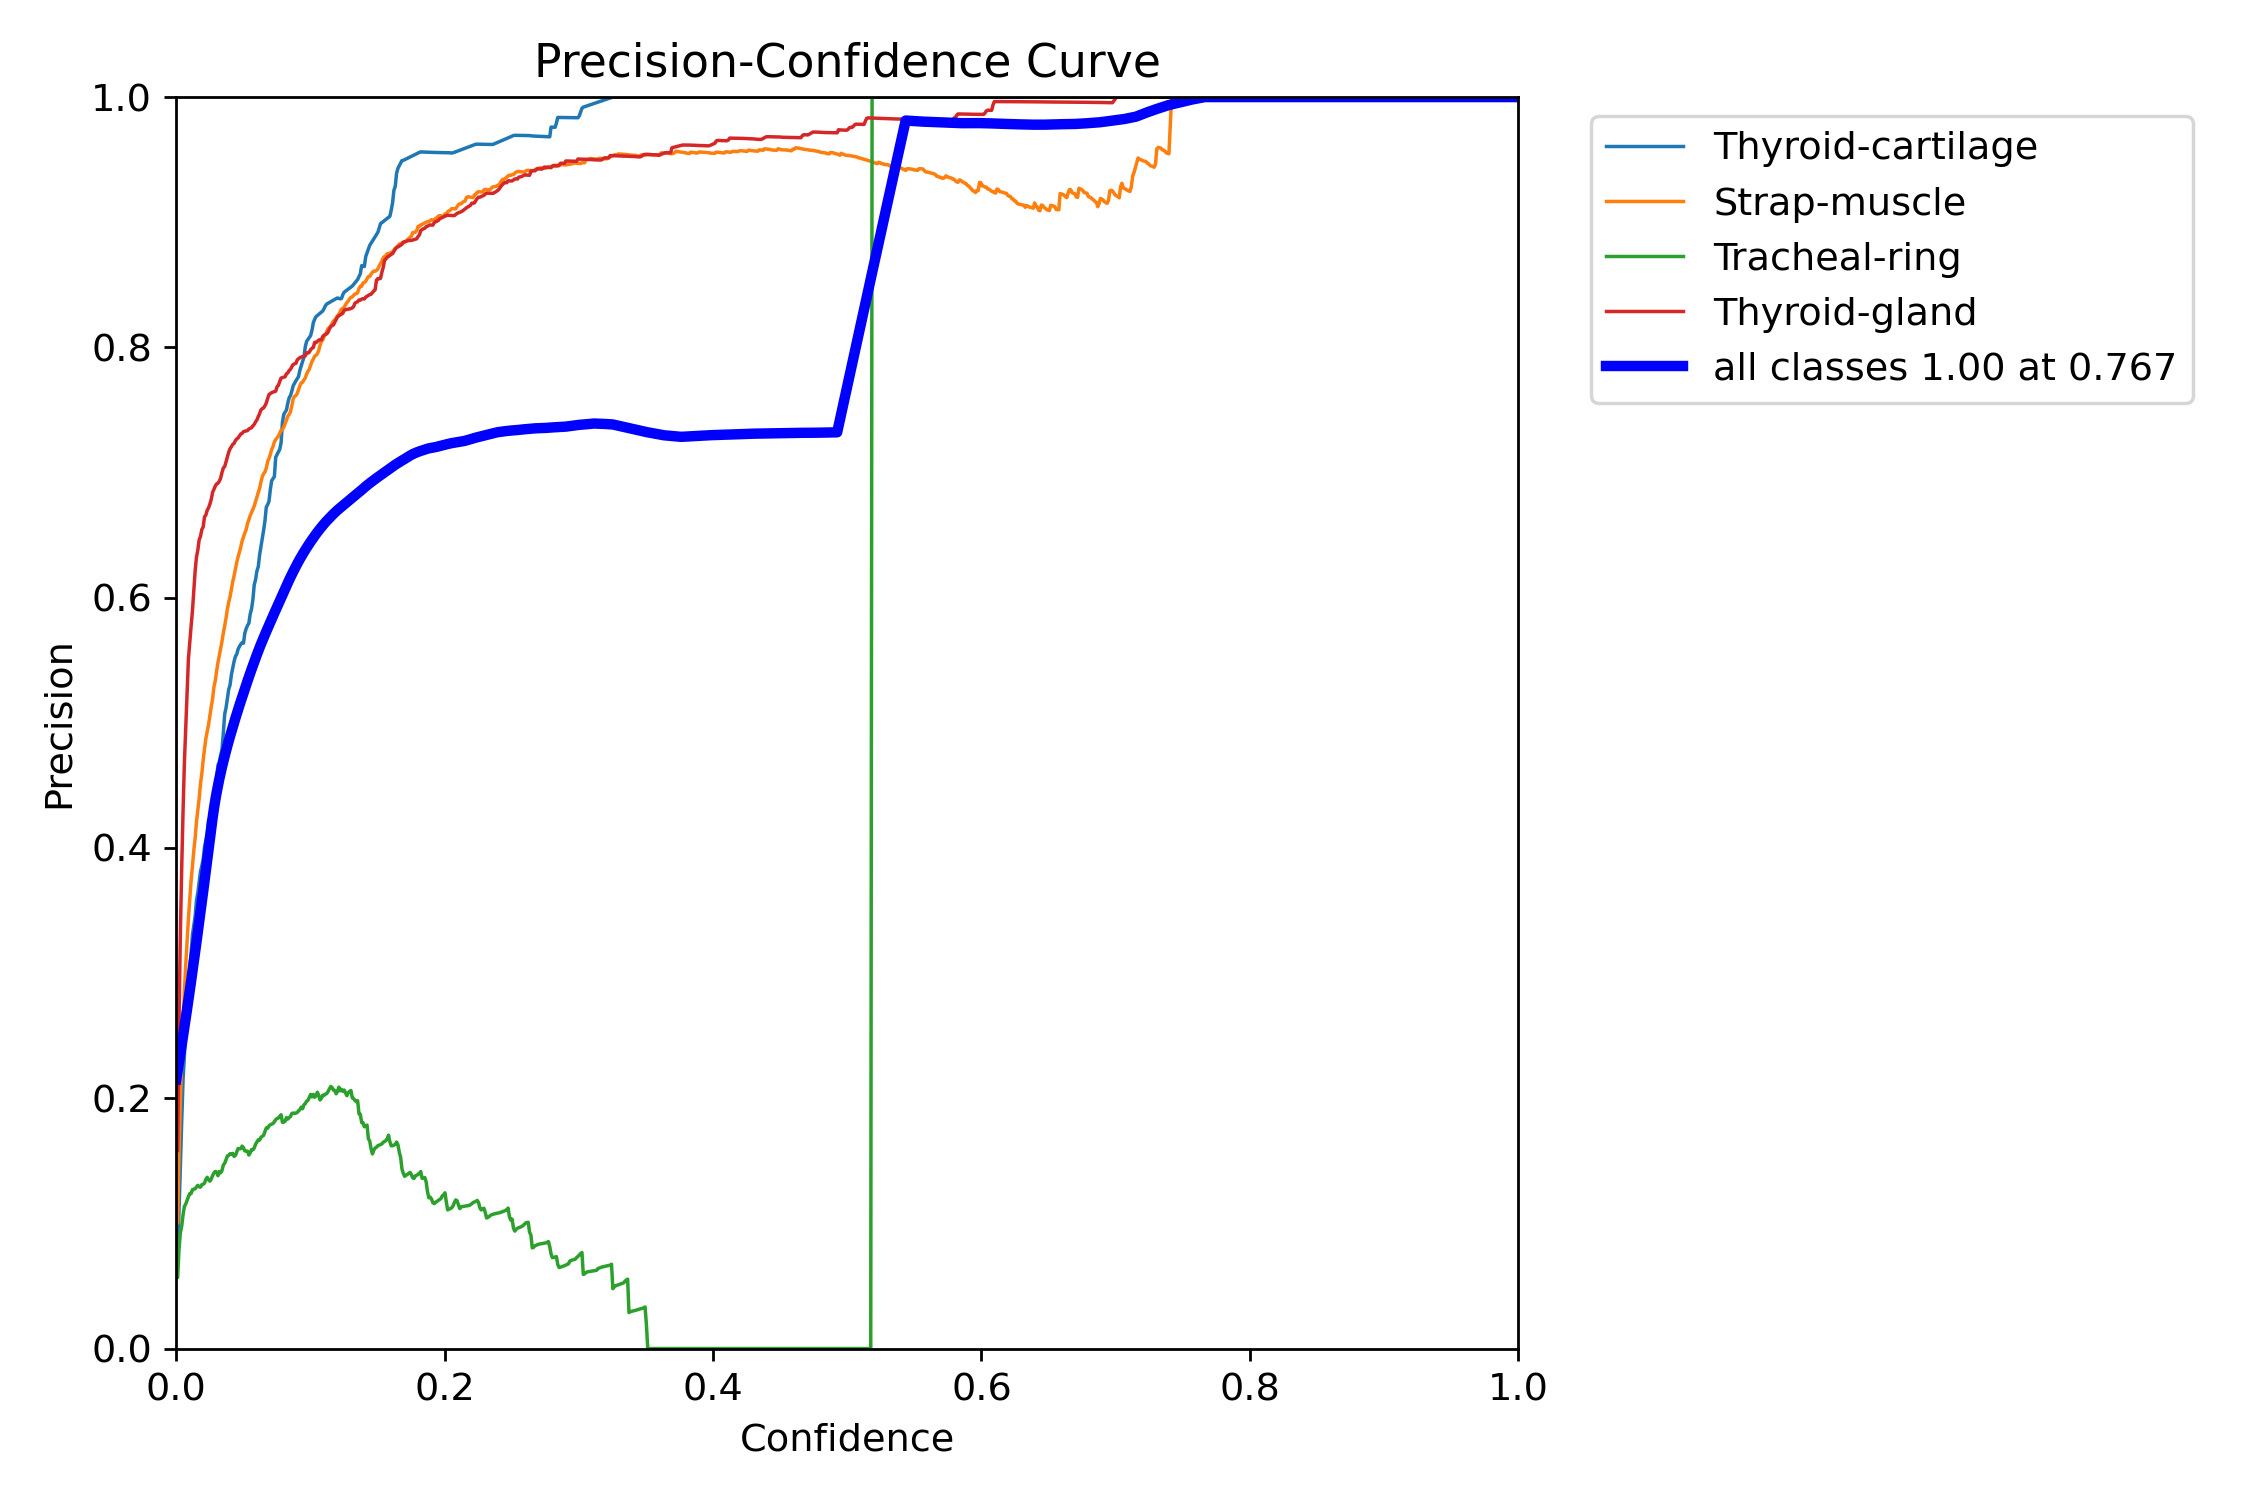 Precision-Confidence Curve
1.0
0.8
0.6
0.4
0.2
0.0
Precision
0.0 0.2 0.4 0.6 0.8 1.0
Confidence
Thyroid-cartilage
Strap-muscle
Tracheal-ring
Thyroid-gland
all classes 1.00 at 0.767